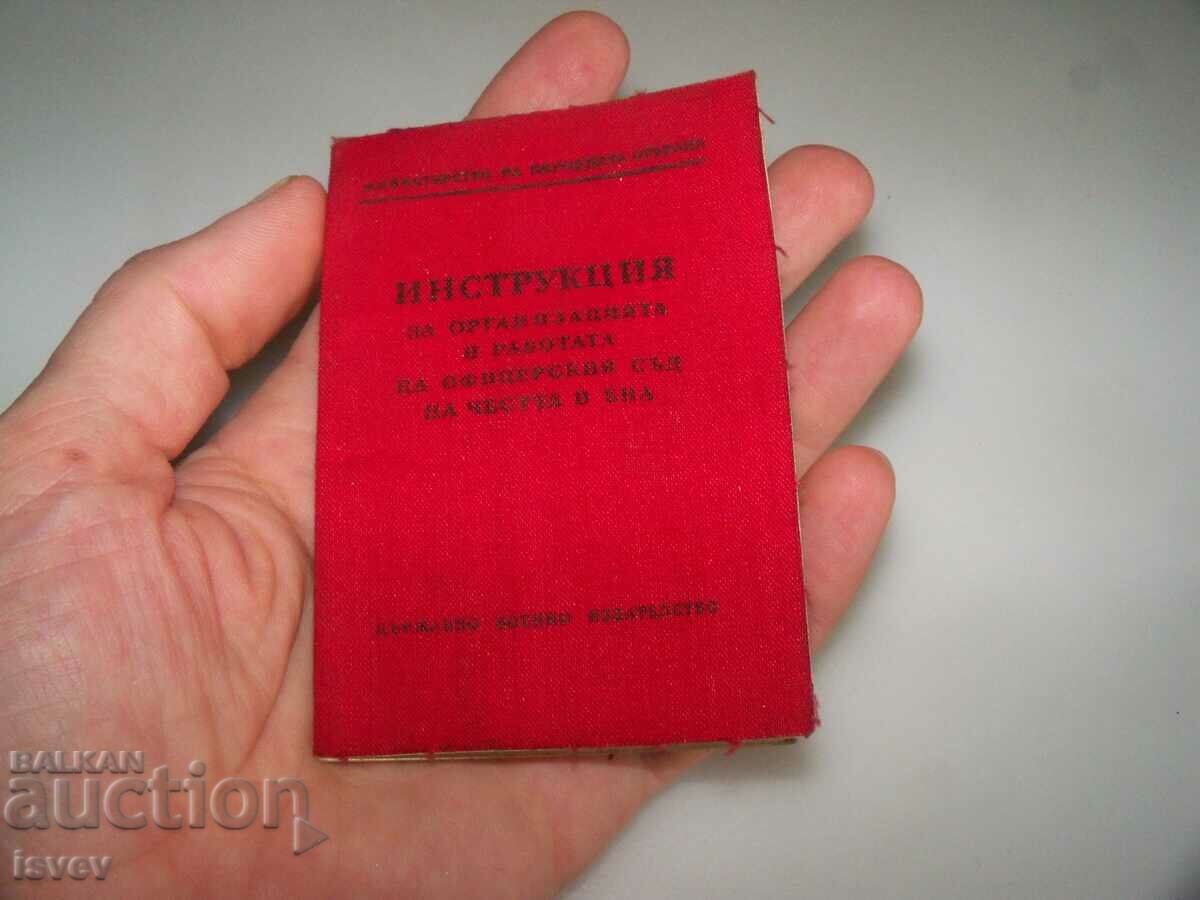 МИНИСТЕРСТВО НА НАРОДНАТА ОТБРАНА
ИНСТРУКЦИЯ
ЗА ОРГАНИЗАЦИЯТА
И РАБОТАТА
НА ОФИЦЕРСКИЯ СЪД
НА ЧЕСТТА В БНА
ДЪРЖАВНО ВОЕННО ИЗДАТЕЛСТВО
BALKAN
auction
isvev